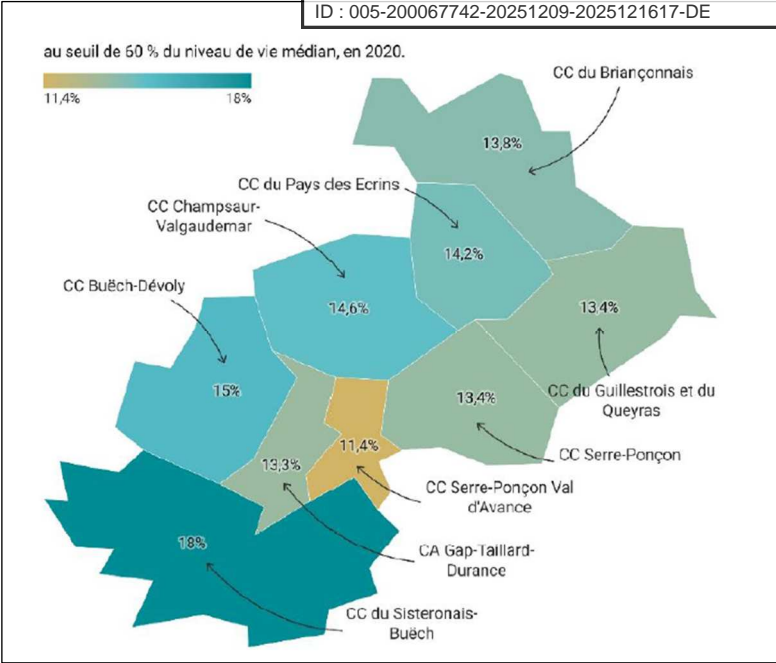 ID : 005-200067742-20251209-2025121617-DE
au seuil de 60 % du niveau de vie médian, en 2020.
11,4%
18%
CC du Briançonnais
13,8%
CC du Pays des Ecrins
CC Champsaur-
Valgaudemar
14,2%
CC Buëch-Dévoly
14,6%
13,4%
15%
CC du Guillestrois et du
Queyras
13,4%
11,4%
CC Serre-Ponçon
13,3%
CC Serre-Ponçon Val
d'Avance
18%
CA Gap-Taillard-
Durance
CC du Sisteronais-
Buëch